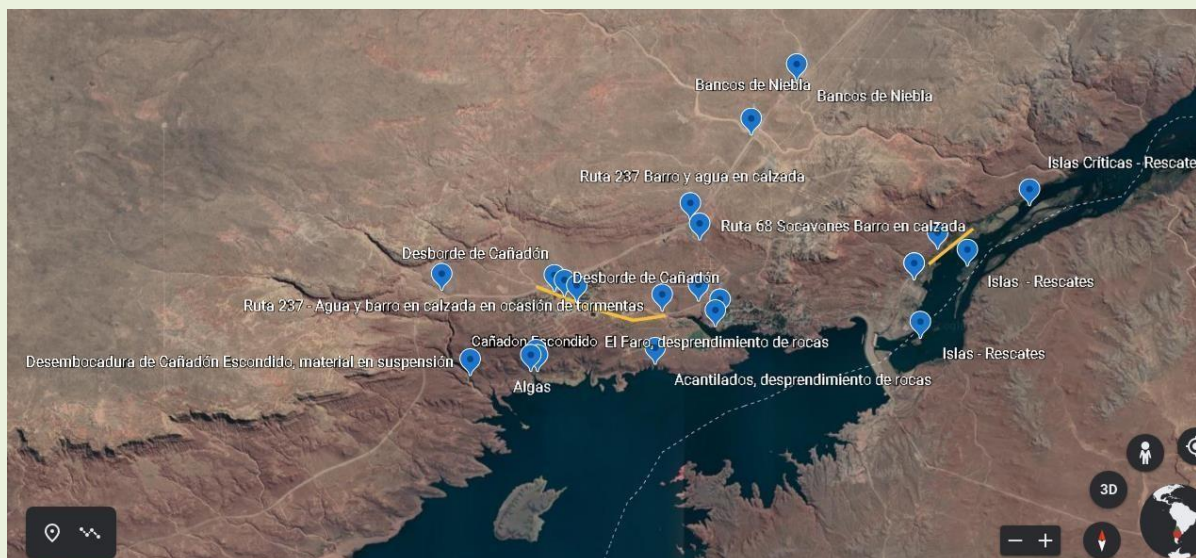 Bancos de Niebla
Bancos de Niebla
Islas Críticas - Rescate
Ruta 237 Barro y agua en calzada
Ruta 68 Socavones Barro en calzada
Desborde de Cañadón
Desborde de Cañadón
Islas - Rescates
Ruta 237 - Agua y barro en calzada en ocasión de tormentas
Cañadon Escondido
El Faro, desprendimiento de rocas
Islas - Rescates
Desembocadura de Cañadón Escondido, material en suspensión
Acantilados, desprendimiento de rocas
Algas
3D